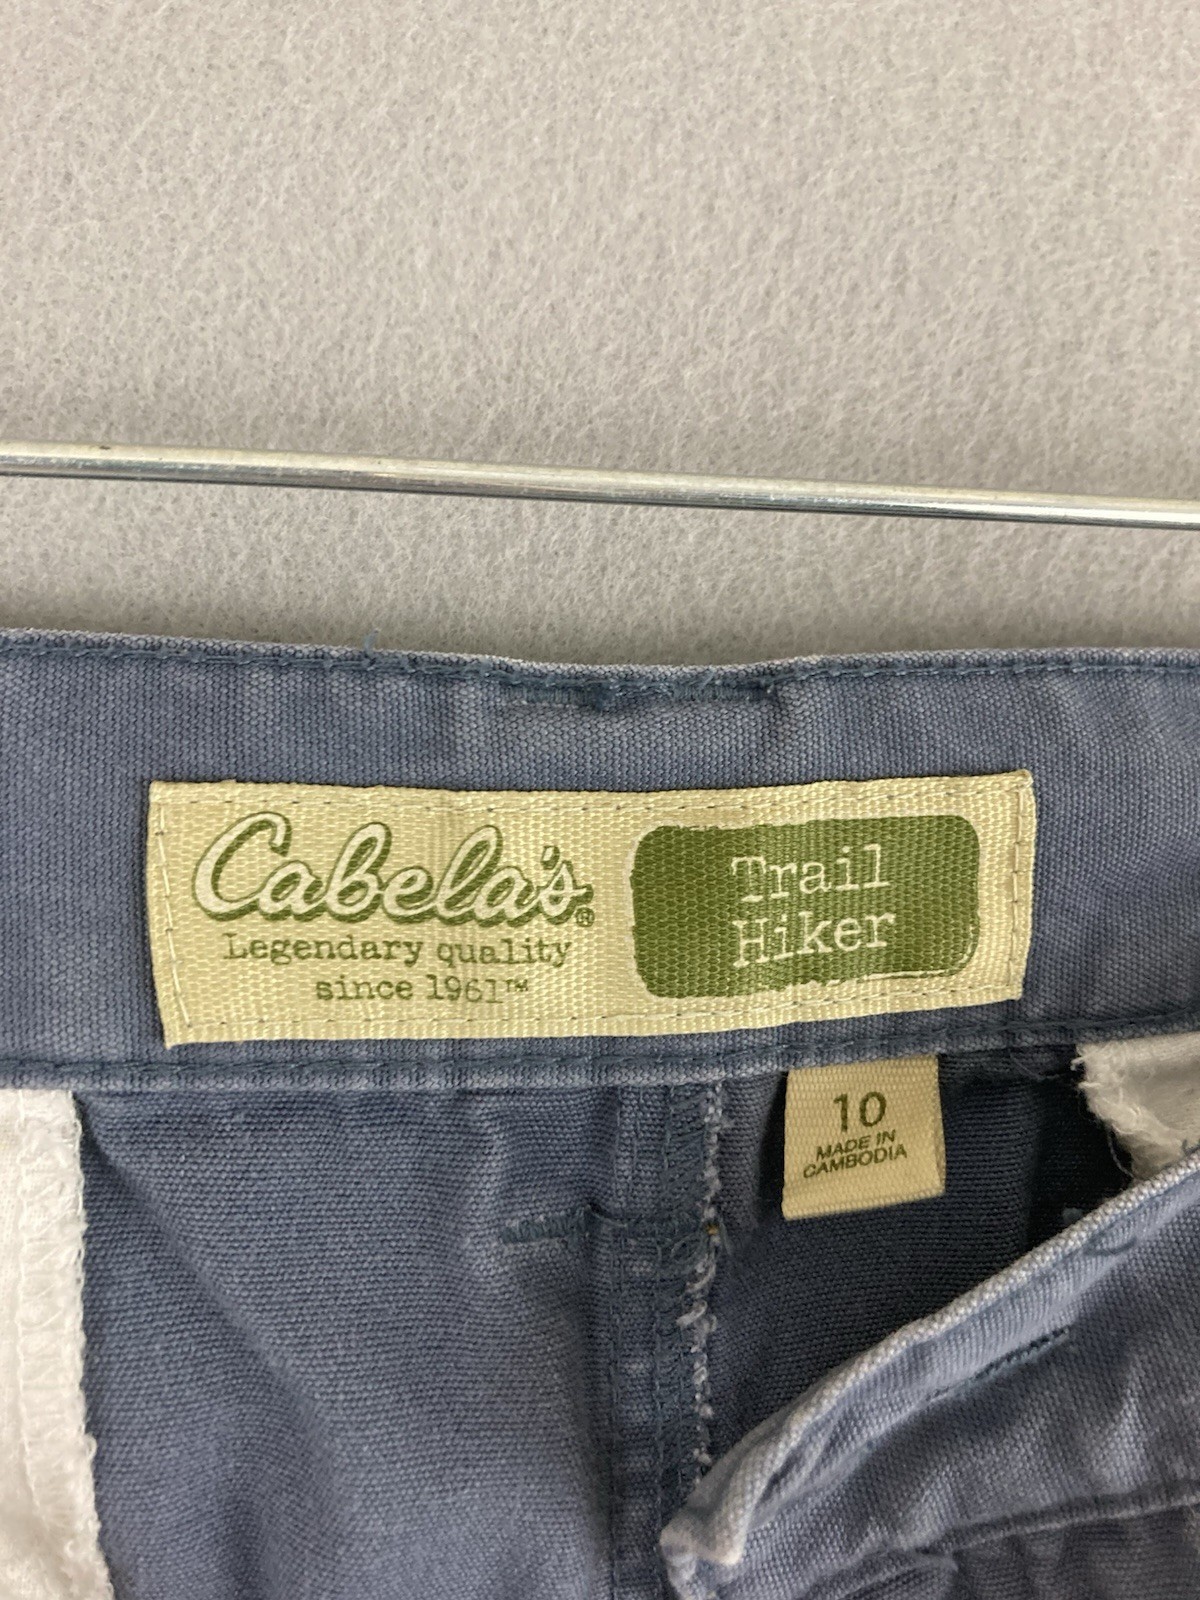 Cabela's®
Legendary quality
since 1961™
Trail
Hiker
10
MADE IN
CAMBODIA